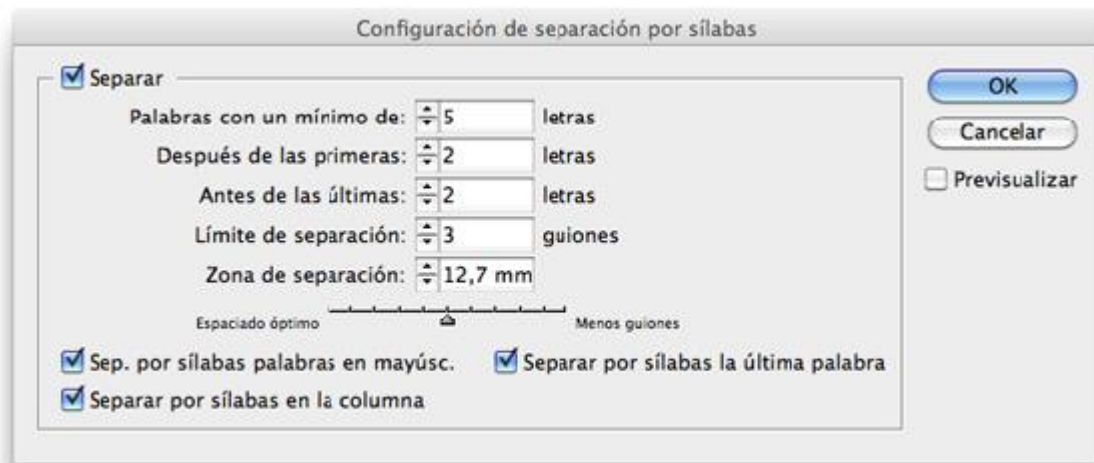 Configuración de separación por sílabas
Separar
Palabras con un mínimo de: 5 letras
Después de las primeras: 2 letras
Antes de las últimas: 2 letras
Límite de separación: 3 guiones
Zona de separación: 12,7 mm
Espaciado óptimo Menos guiones
Sep. por sílabas palabras en mayúsc. Separar por sílabas la última palabra
Separar por sílabas en la columna
OK
Cancelar
Previsualizar